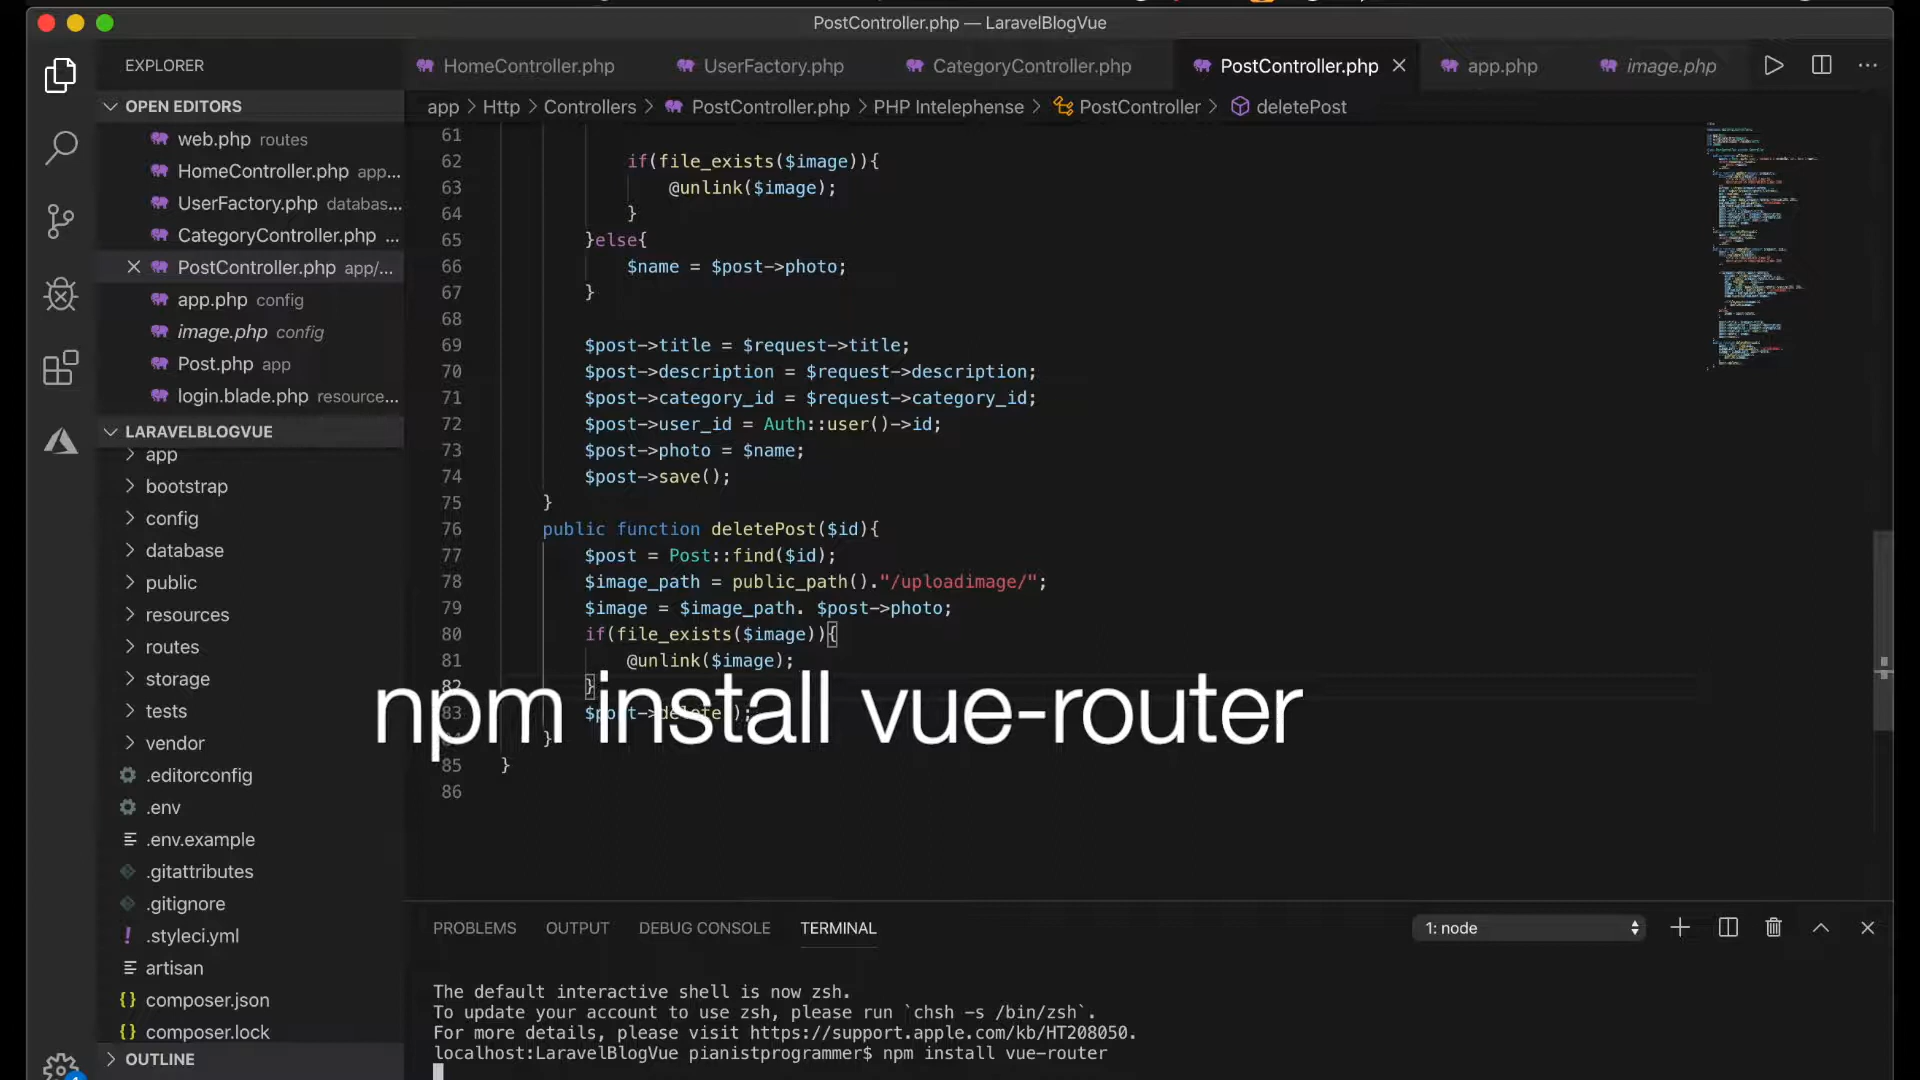 PostController.php — LaravelBlogVue
EXPLORER
HomeController.php
UserFactory.php
CategoryController.php
PostController.php
app.php
image.php
OPEN EDITORS
app > Http > Controllers > PostController.php > PHP Intelephense > PostController > deletePost
web.php routes
HomeController.php app...
UserFactory.php databas...
CategoryController.php ...
PostController.php app/...
app.php config
image.php config
Post.php app
login.blade.php resource...
LARAVELBLOGVUE
app
bootstrap
config
database
public
resources
routes
storage
tests
vendor
.editorconfig
.env
.env.example
.gitattributes
.gitignore
.styleci.yml
artisan
composer.json
composer.lock
OUTLINE
61
62 if(file_exists($image)){
63 @unlink($image);
64 }
65 }else{
66 $name = $post->photo;
67 }
68
69 $post->title = $request->title;
70 $post->description = $request->description;
71 $post->category_id = $request->category_id;
72 $post->user_id = Auth::user()->id;
73 $post->photo = $name;
74 $post->save();
75 }
76 public function deletePost($id){
77 $post = Post::find($id);
78 $image_path = public_path()."/uploadimage/";
79 $image = $image_path. $post->photo;
80 if(file_exists($image)){
81 @unlink($image);
82 }
83 $post->delete();
84 }
85 }
86
npm install vue-router
PROBLEMS OUTPUT DEBUG CONSOLE TERMINAL
1: node
The default interactive shell is now zsh.
To update your account to use zsh, please run `chsh -s /bin/zsh`.
For more details, please visit https://support.apple.com/kb/HT208050.
localhost:LaravelBlogVue pianistprogrammer$ npm install vue-router